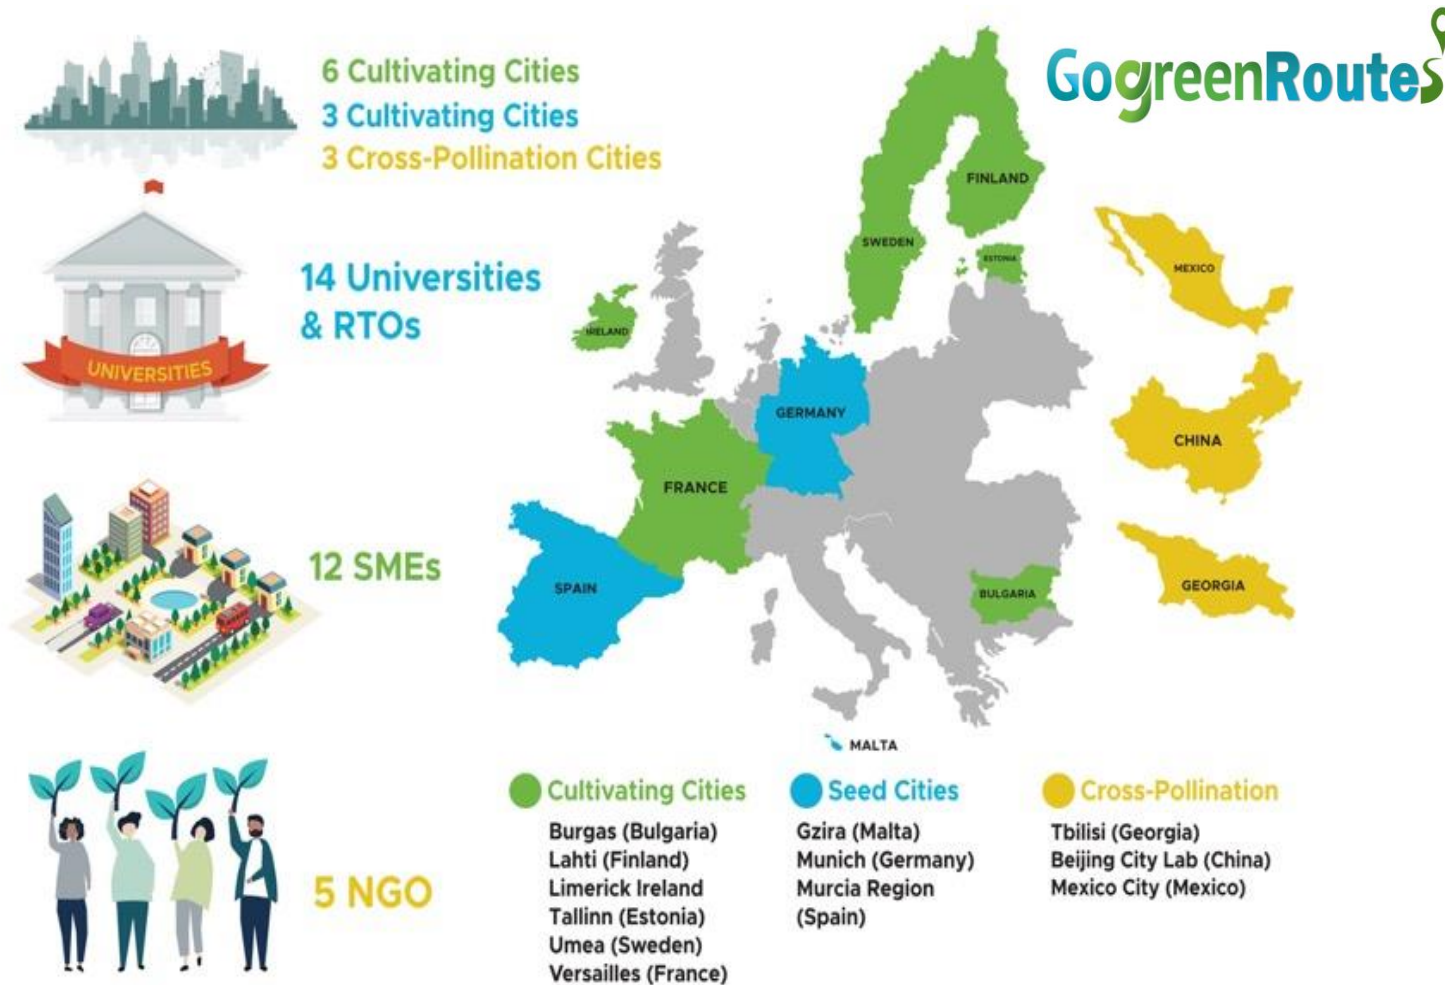 GogreenRoutes
6 Cultivating Cities
3 Cultivating Cities
3 Cross-Pollination Cities
14 Universities
& RTOs
UNIVERSITIES
12 SMEs
5 NGO
FINLAND
SWEDEN
ESTONIA
IRELAND
GERMANY
FRANCE
SPAIN
BULGARIA
MALTA
MEXICO
CHINA
GEORGIA
Cultivating Cities
Burgas (Bulgaria)
Lahti (Finland)
Limerick Ireland
Tallinn (Estonia)
Umea (Sweden)
Versailles (France)
Seed Cities
Gzira (Malta)
Munich (Germany)
Murcia Region
(Spain)
Cross-Pollination
Tbilisi (Georgia)
Beijing City Lab (China)
Mexico City (Mexico)